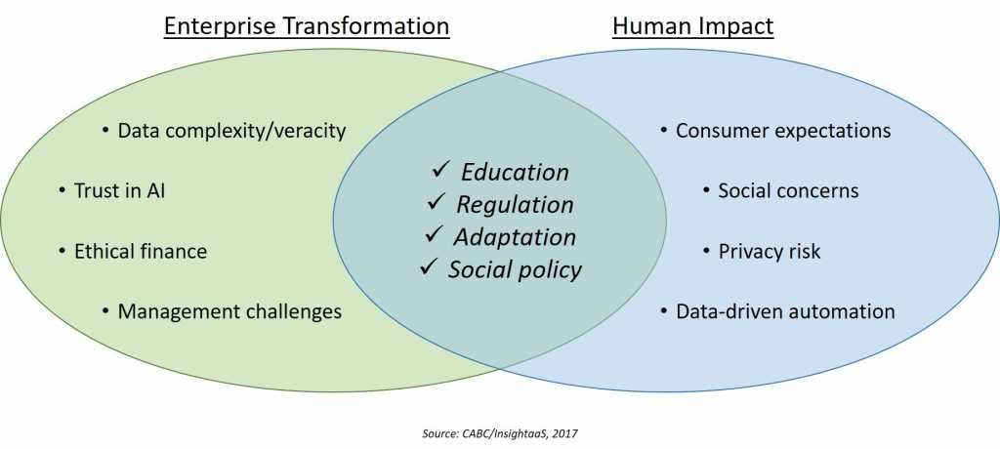 Enterprise Transformation
Human Impact
• Data complexity/veracity
• Trust in AI
• Ethical finance
• Management challenges
✓ Education
✓ Regulation
✓ Adaptation
✓ Social policy
• Consumer expectations
• Social concerns
• Privacy risk
• Data-driven automation
Source: CABC/InsightaaS, 2017